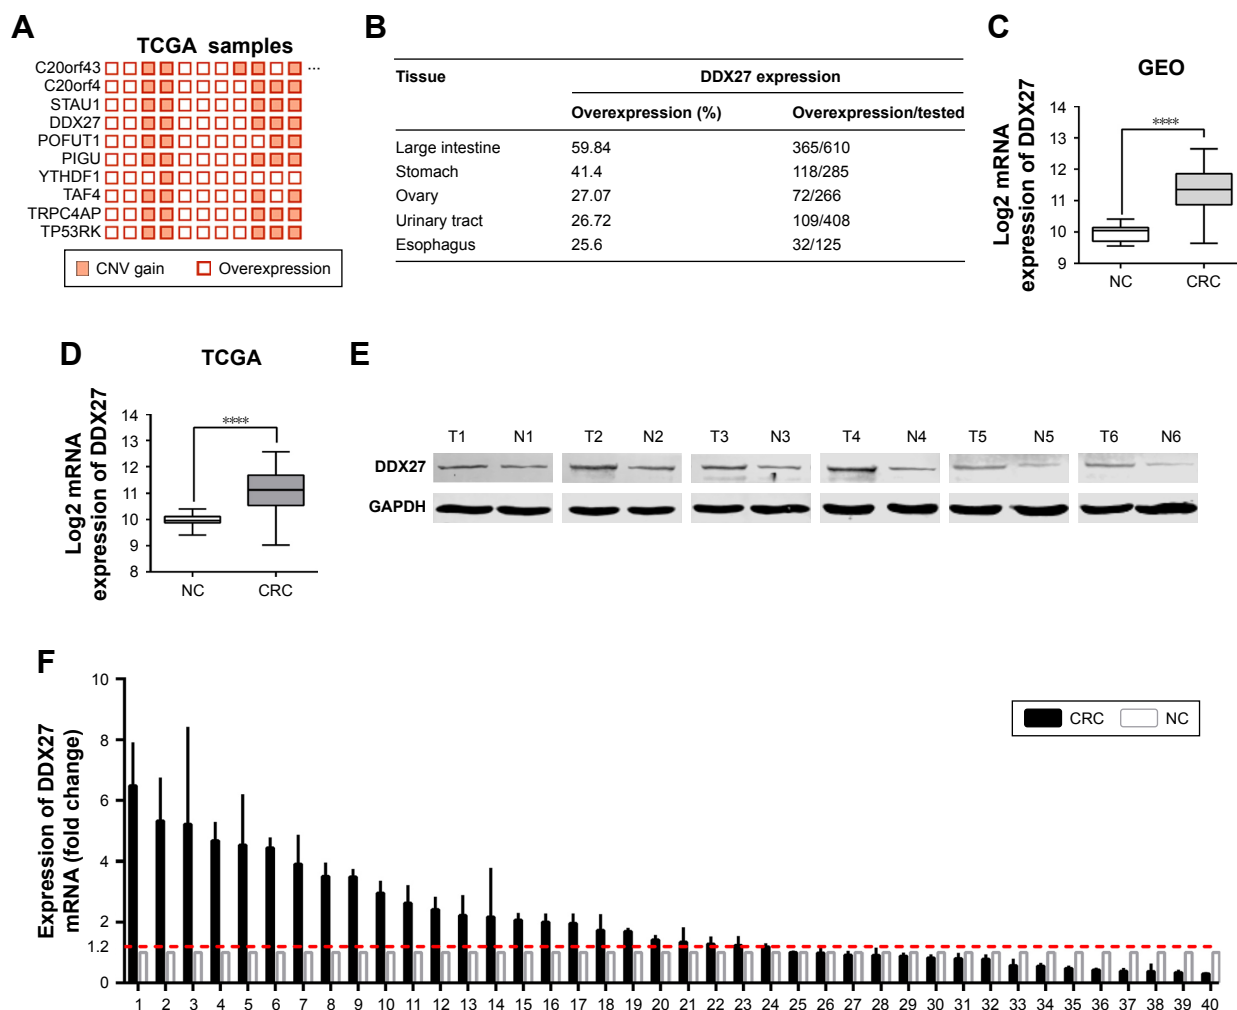 A
TCGA samples
C20orf43
...
C20orf4
STAU1
DDX27
POFUT1
PIGU
YTHDF1
TAF4
TRPC4AP
TP53RK
CNV gain
Overexpression
B
Tissue
DDX27 expression
Overexpression (%)
Overexpression/tested
Large intestine 59.84 365/610
Stomach 41.4 118/285
Ovary 27.07 72/266
Urinary tract 26.72 109/408
Esophagus 25.6 32/125
C
GEO
Log2 mRNA
expression of DDX27
14
13
12
11
10
9
****
NC CRC
D
TCGA
Log2 mRNA
expression of DDX27
14
13
12
11
10
9
8
****
NC CRC
E
T1 N1 T2 N2 T3 N3 T4 N4 T5 N5 T6 N6
DDX27
GAPDH
F
Expression of DDX27
mRNA (fold change)
10
8
6
4
2
1.2
0
CRC NC
1 2 3 4 5 6 7 8 9 10 11 12 13 14 15 16 17 18 19 20 21 22 23 24 25 26 27 28 29 30 31 32 33 34 35 36 37 38 39 40